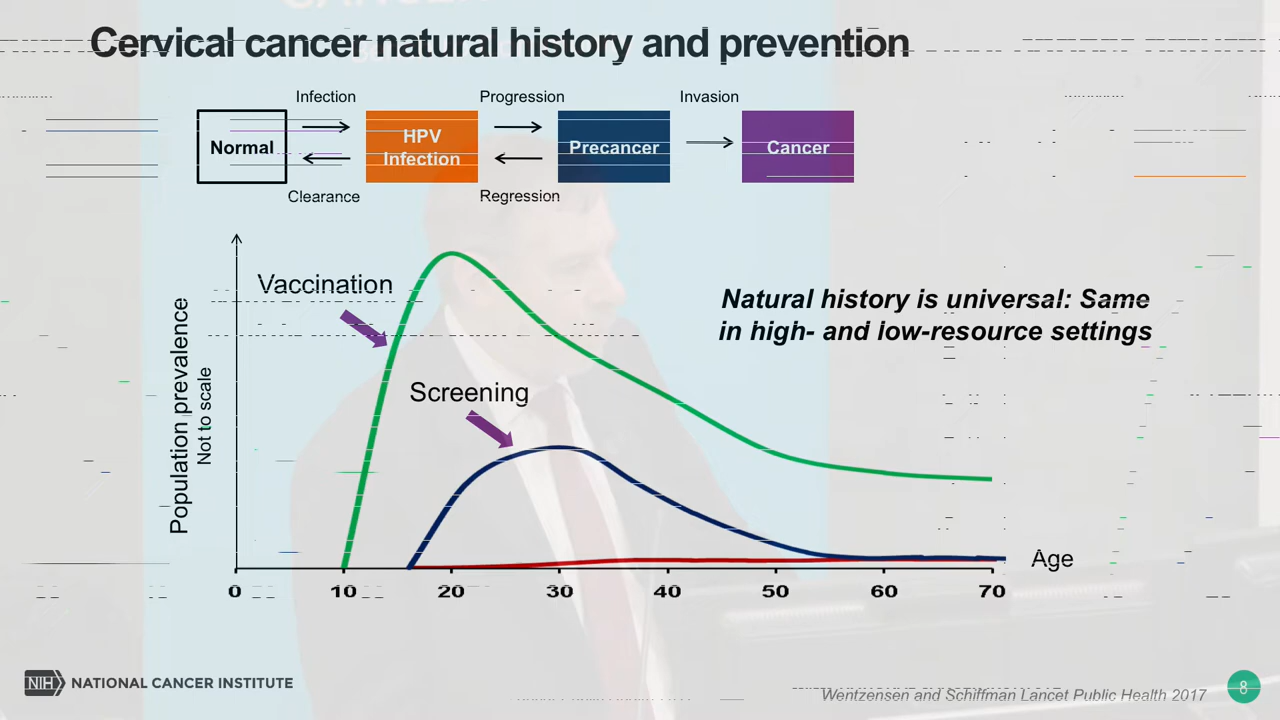 Cervical cancer natural history and prevention
Infection
Progression
Invasion
Normal
HPV
Infection
Precancer
Cancer
Clearance
Regression
Vaccination
Screening
Natural history is universal: Same
in high- and low-resource settings
Population prevalence
Not to scale
Age
0 10 20 30 40 50 60 70
NIH NATIONAL CANCER INSTITUTE
Wentzensen and Schiffman Lancet Public Health 2017
8